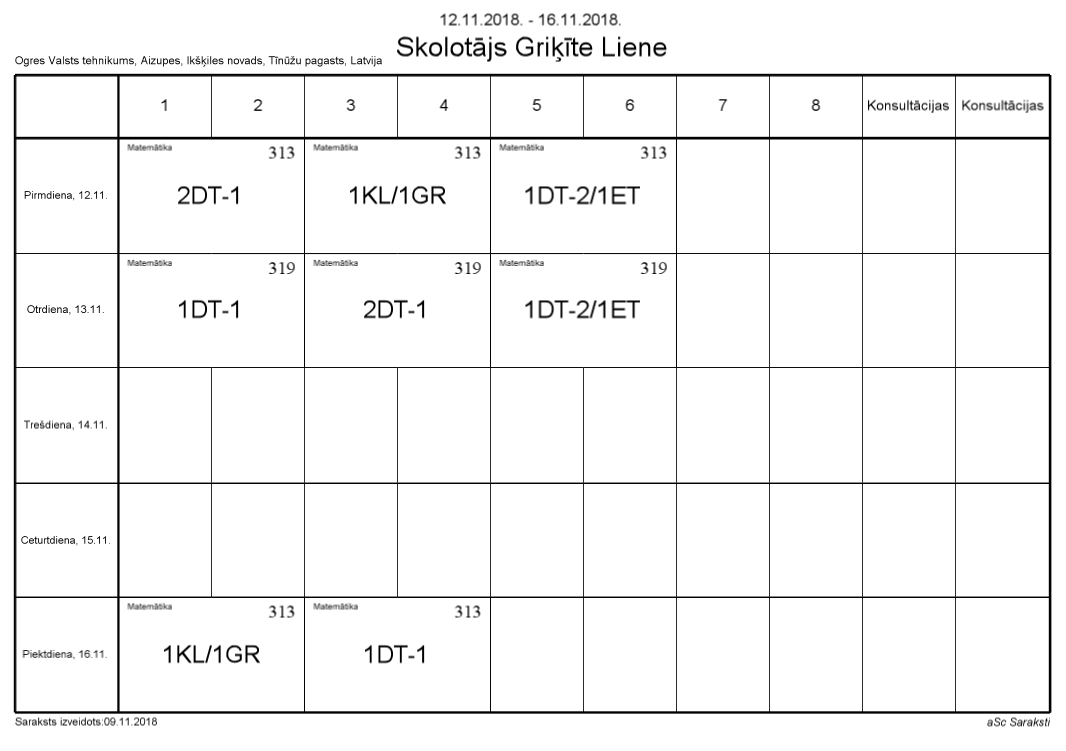 12.11.2018. - 16.11.2018.
Skolotājs Griķīte Liene
Ogres Valsts tehnikums, Aizupes, Ikšķiles novads, Tīnūžu pagasts, Latvija
1 2 3 4 5 6 7 8 Konsultācijas Konsultācijas
Matemātika 313 Matemātika 313 Matemātika 313
Pirmdiena, 12.11. 2DT-1 1KL/1GR 1DT-2/1ET
Matemātika 319 Matemātika 319 Matemātika 319
Otrdiena, 13.11. 1DT-1 2DT-1 1DT-2/1ET
Trešdiena, 14.11.
Ceturtdiena, 15.11.
Matemātika 313 Matemātika 313
Piektdiena, 16.11. 1KL/1GR 1DT-1
Saraksts izveidots:09.11.2018 aSc Saraksti